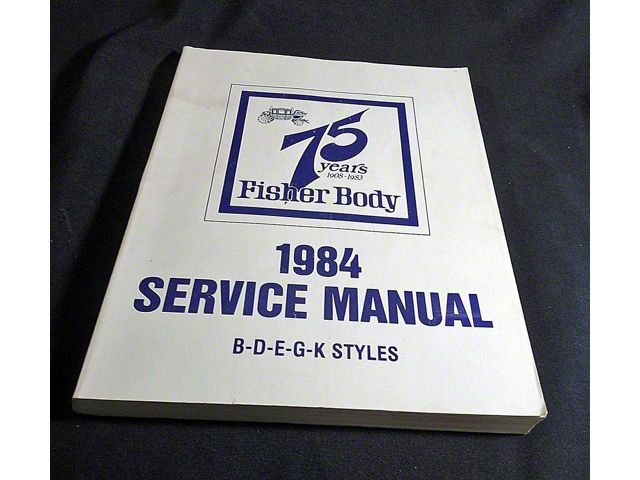 75
years
1908-1983
Fisher Body
1984
SERVICE MANUAL
B-D-E-G-K STYLES